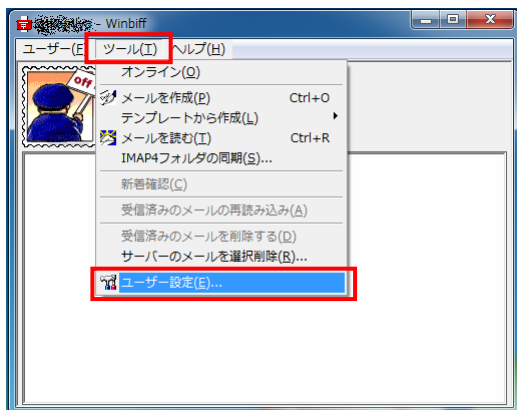 - Winbiff
ユーザー(F) ツール(T) ヘルプ(H)
Off
オンライン(O)
メールを作成(P) Ctrl+O
テンプレートから作成(L)
メールを読む(T) Ctrl+R
IMAP4フォルダの同期(S)...
新着確認(C)
受信済みのメールの再読み込み(A)
受信済みのメールを削除する(D)
サーバーのメールを選択削除(R)...
ユーザー設定(E)...